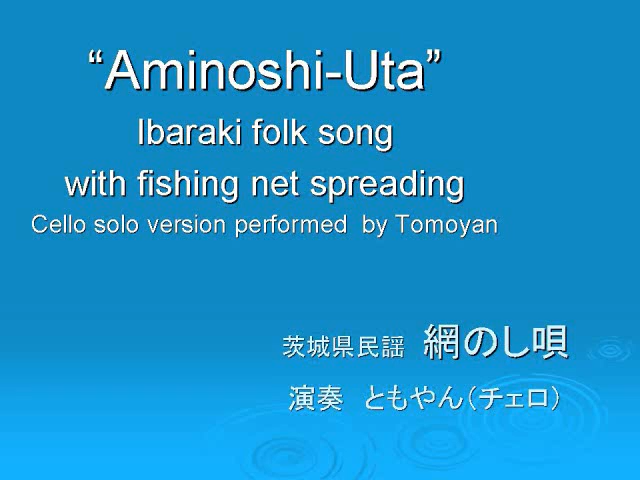 “Aminoshi-Uta”
Ibaraki folk song
with fishing net spreading
Cello solo version performed by Tomoyan
茨城県民謡 網のし唄
演奏 ともやん（チェロ）